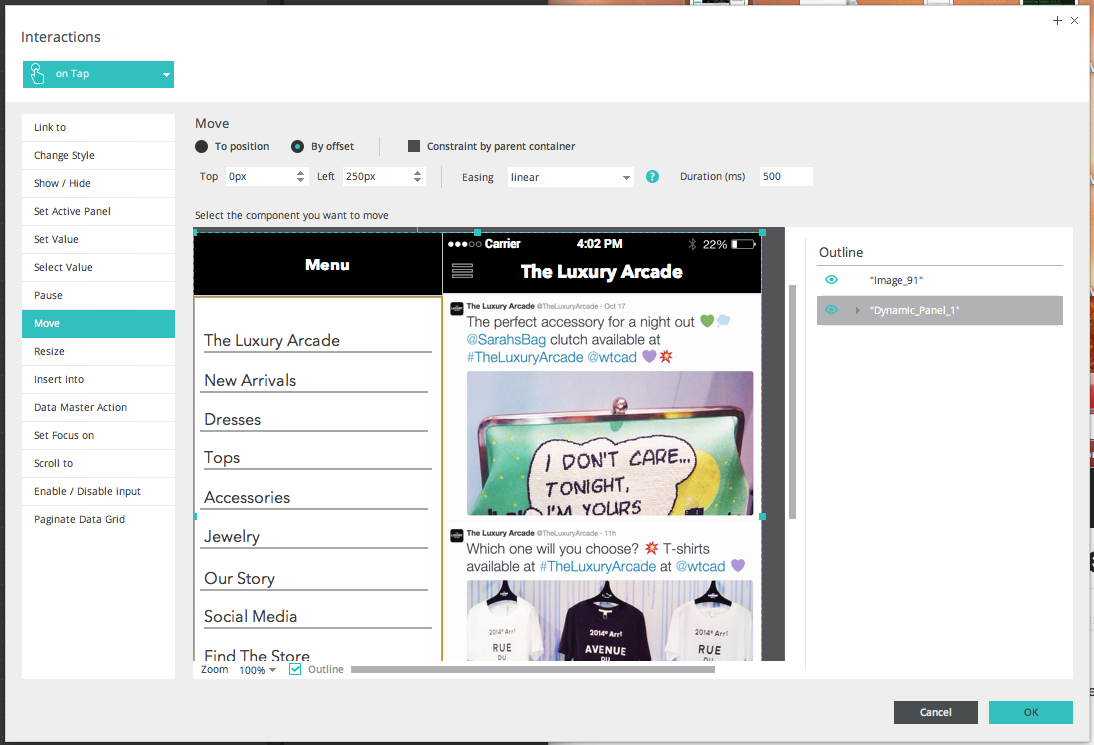 Interactions
on Tap
Link to
Change Style
Show / Hide
Set Active Panel
Set Value
Select Value
Pause
Move
Resize
Insert Into
Data Master Action
Set Focus on
Scroll to
Enable / Disable input
Paginate Data Grid
Move
To position
By offset
Constraint by parent container
Top 0px
Left 250px
Easing linear
?
Duration (ms) 500
Select the component you want to move
Menu
The Luxury Arcade
New Arrivals
Dresses
Tops
Accessories
Jewelry
Our Story
Social Media
Find The Store
Carrier 4:02 PM 22%
The Luxury Arcade
The Luxury Arcade @TheLuxuryArcade - Oct 17
The perfect accessory for a night out
@SarahsBag clutch available at
#TheLuxuryArcade @wtcad
I DON'T CARE...
TONIGHT,
I'M YOURS
The Luxury Arcade @TheLuxuryArcade - 11h
Which one will you choose? 💥 T-shirts
available at #TheLuxuryArcade at @wtcad
2014º Arr!
RUE
DU
2014º Arr!
AVENUE
DU
2014º Arr!
RUE
DU
Zoom 100%
Outline
Outline
"Image_91"
"Dynamic_Panel_1"
Cancel
OK